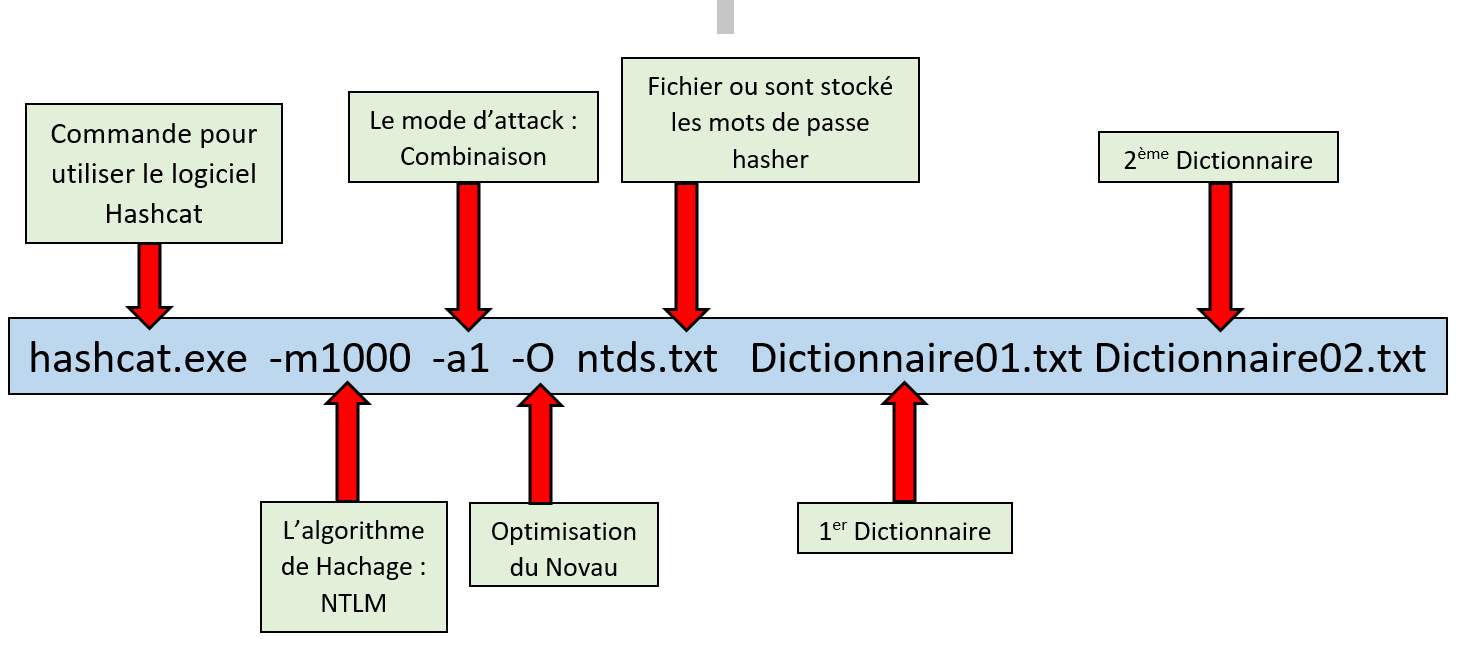 Fichier ou sont stocké
les mots de passe
hasher
Le mode d’attack :
Combinaison
Commande pour
utiliser le logiciel
Hashcat
2ème Dictionnaire
hashcat.exe -m1000 -a1 -O ntds.txt Dictionnaire01.txt Dictionnaire02.txt
L’algorithme
de Hachage :
NTLM
Optimisation
du Novau
1er Dictionnaire